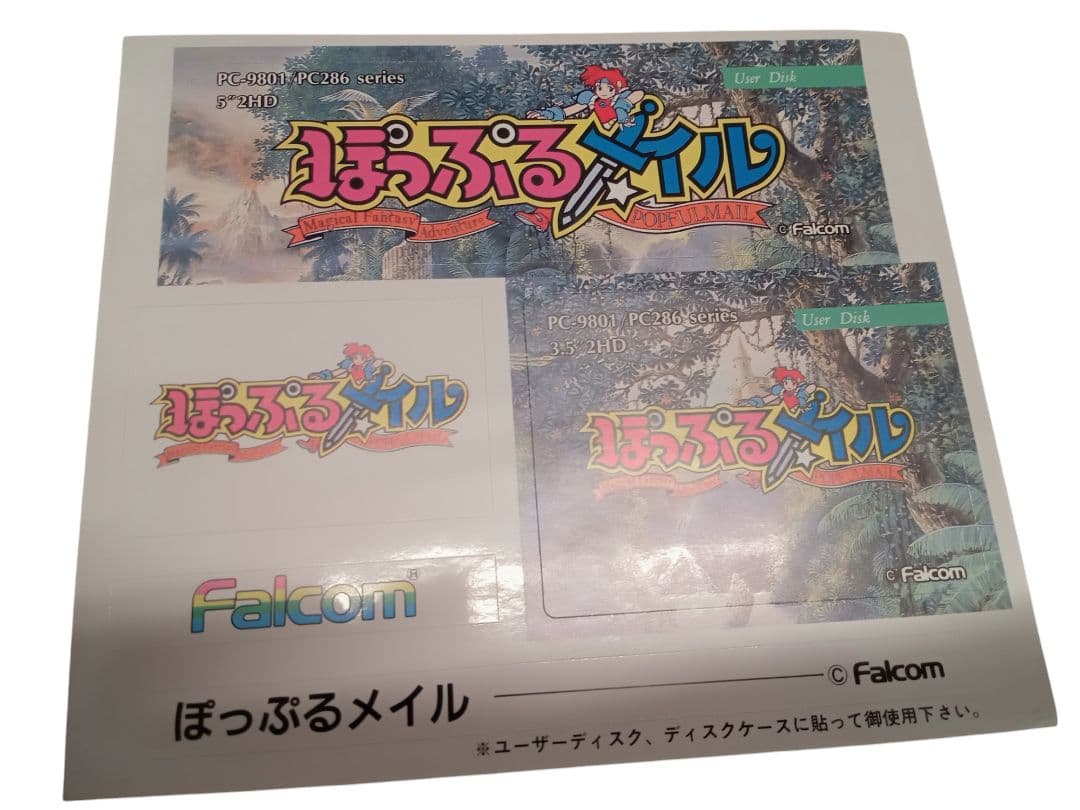 PC-9801/PC286 series
5″2HD
User Disk
ぽっぷるメイル
Magical Fantasy Adventure
POPFULMAIL
© Falcom
ぽっぷるメイル
PC-9801/PC286 series
3.5″2HD
User Disk
ぽっぷるメイル
POPFULMAIL
© Falcom
Falcom
ぽっぷるメイル
© Falcom
※ユーザーディスク、ディスクケースに貼って御使用下さい。